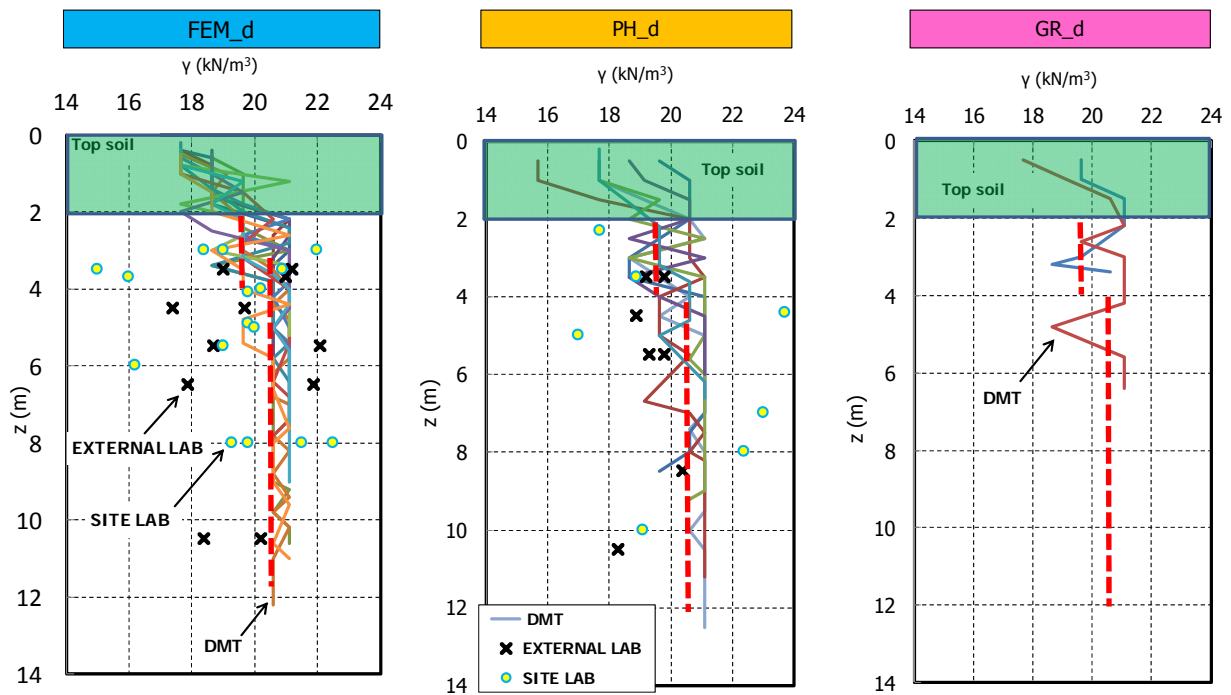 FEM_d
PH_d
GR_d
γ (kN/m³)
γ (kN/m³)
γ (kN/m³)
14 16 18 20 22 24
14 16 18 20 22 24
14 16 18 20 22 24
0
2
4
6
8
10
12
14
z (m)
Top soil
EXTERNAL LAB
SITE LAB
DMT
0
2
4
6
8
10
12
14
z (m)
Top soil
DMT
EXTERNAL LAB
SITE LAB
0
2
4
6
8
10
12
14
z (m)
Top soil
DMT